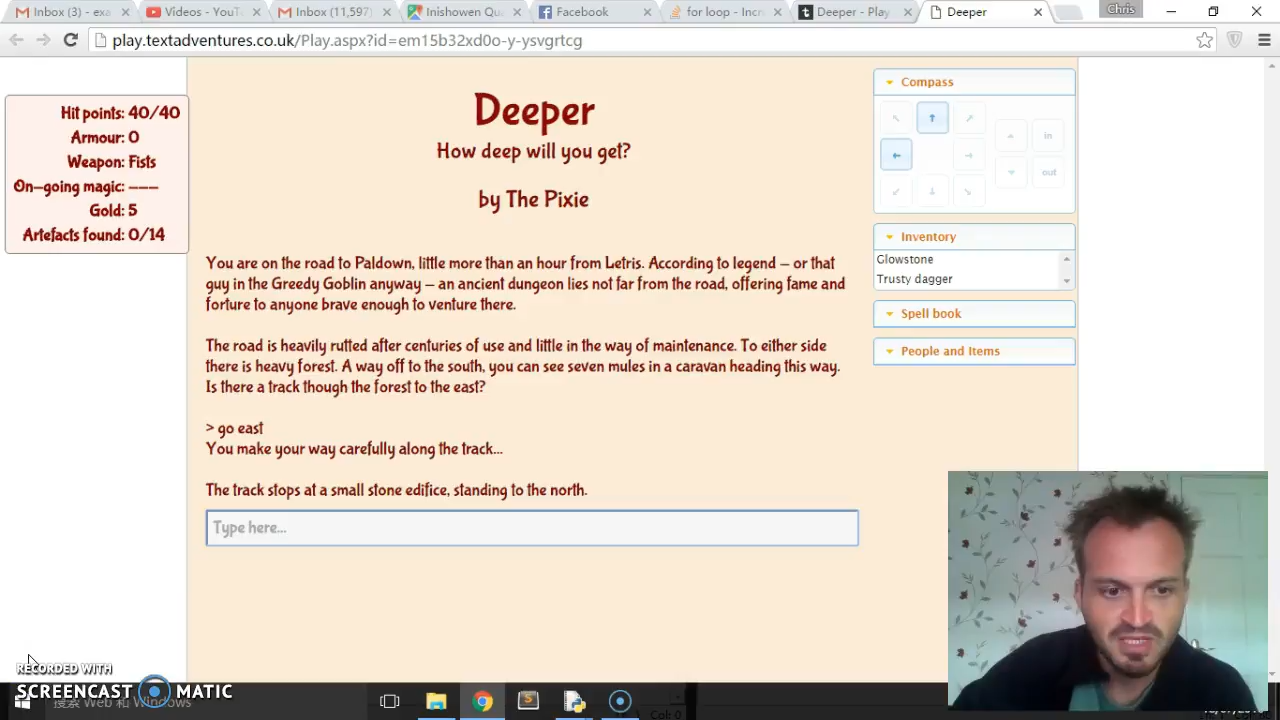 Inbox (3) - exa
Videos - YouT
Inbox (11,597)
Inishowen Qu
Facebook
for loop - Incr
Deeper - Play
Deeper
Chris
play.textadventures.co.uk/Play.aspx?id=em15b32xd0o-y-ysvgrtcg
Hit points: 40/40
Armour: 0
Weapon: Fists
On-going magic: ---
Gold: 5
Artefacts found: 0/14
Deeper
How deep will you get?
by The Pixie
You are on the road to Paldown, little more than an hour from Letris. According to legend – or that
guy in the Greedy Goblin anyway – an ancient dungeon lies not far from the road, offering fame and
forture to anyone brave enough to venture there.
The road is heavily rutted after centuries of use and little in the way of maintenance. To either side
there is heavy forest. A way off to the south, you can see seven mules in a caravan heading this way.
Is there a track though the forest to the east?
> go east
You make your way carefully along the track...
The track stops at a small stone edifice, standing to the north.
Type here...
Compass
in
out
Inventory
Glowstone
Trusty dagger
Spell book
People and Items
RECORDED WITH
SCREENCAST MATIC
搜索 Web 和 Windows